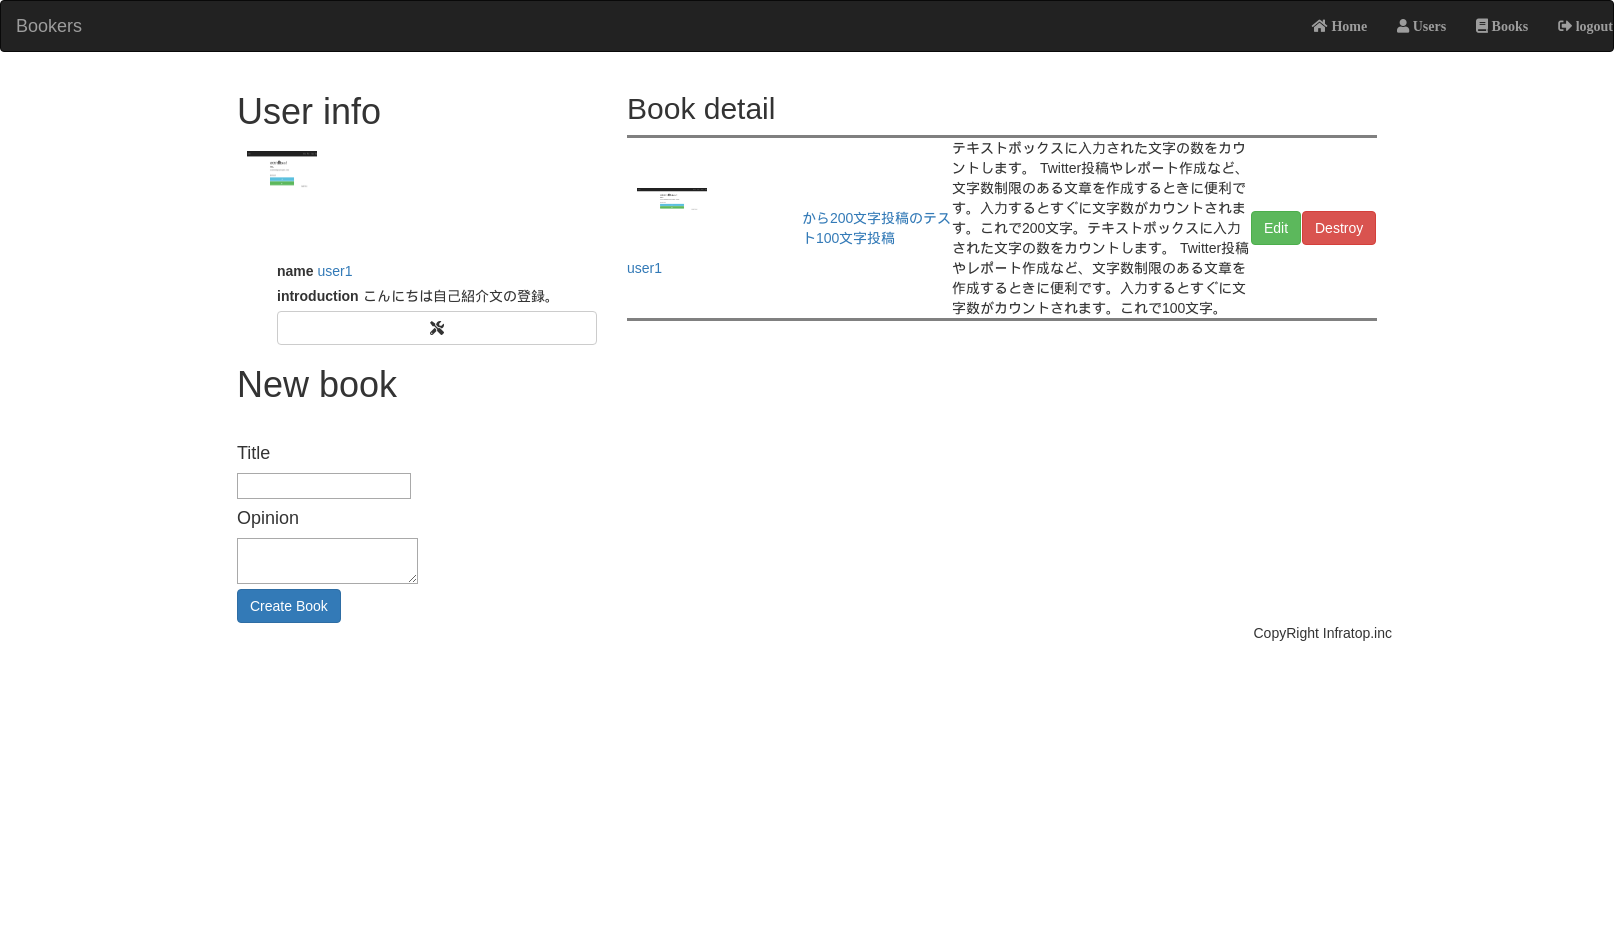 Bookers
Home
Users
Books
logout
User info
name user1
introduction こんにちは自己紹介文の登録。
New book
Title
Opinion
Create Book
Book detail
user1
から200文字投稿のテス
ト100文字投稿
テキストボックスに入力された文字の数をカウ
ントします。 Twitter投稿やレポート作成など、
文字数制限のある文章を作成するときに便利で
す。入力するとすぐに文字数がカウントされま
す。これで200文字。テキストボックスに入力
された文字の数をカウントします。 Twitter投稿
やレポート作成など、文字数制限のある文章を
作成するときに便利です。入力するとすぐに文
字数がカウントされます。これで100文字。
Edit
Destroy
CopyRight Infratop.inc